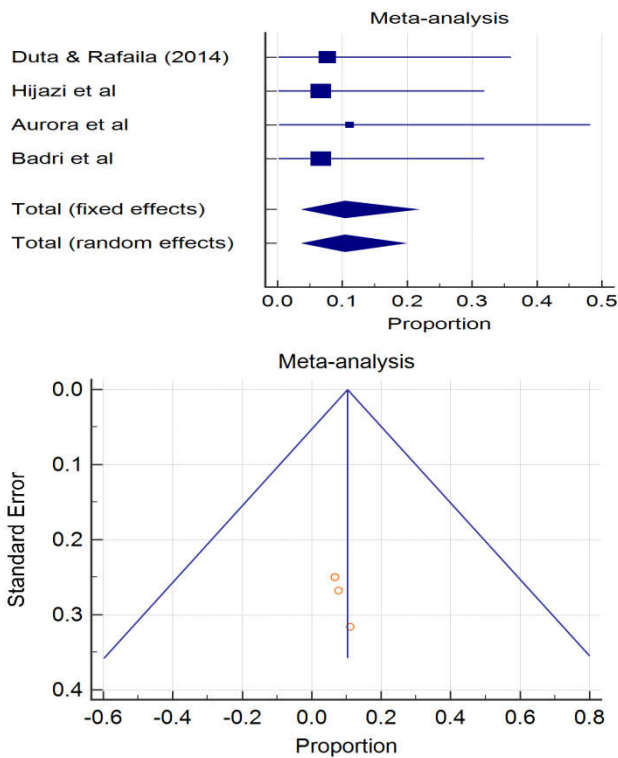 Meta-analysis
Duta & Rafaila (2014)
Hijazi et al
Aurora et al
Badri et al
Total (fixed effects)
Total (random effects)
0.0 0.1 0.2 0.3 0.4 0.5
Proportion
Meta-analysis
0.0
0.1
0.2
0.3
0.4
Standard Error
-0.6 -0.4 -0.2 0.0 0.2 0.4 0.6 0.8
Proportion